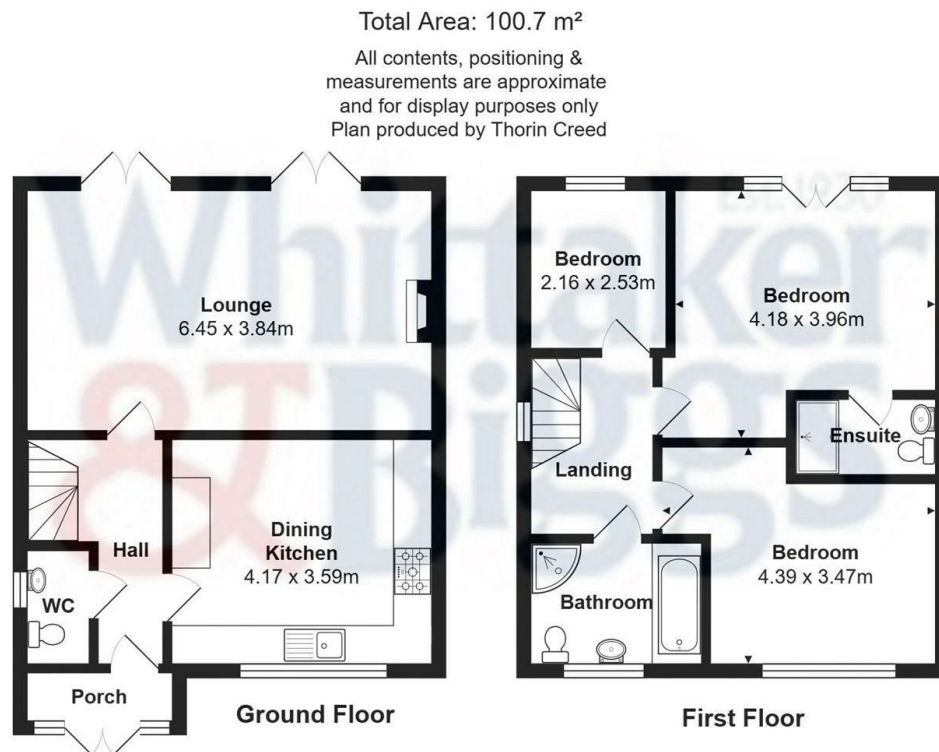 Total Area: 100.7 m²
All contents, positioning &
measurements are approximate
and for display purposes only
Plan produced by Thorin Creed
Whittaker
& Biggs
EST. 1930
Lounge
6.45 x 3.84m
Hall
Dining
Kitchen
4.17 x 3.59m
WC
Porch
Ground Floor
Bedroom
2.16 x 2.53m
Bedroom
4.18 x 3.96m
Ensuite
Landing
Bedroom
4.39 x 3.47m
Bathroom
First Floor